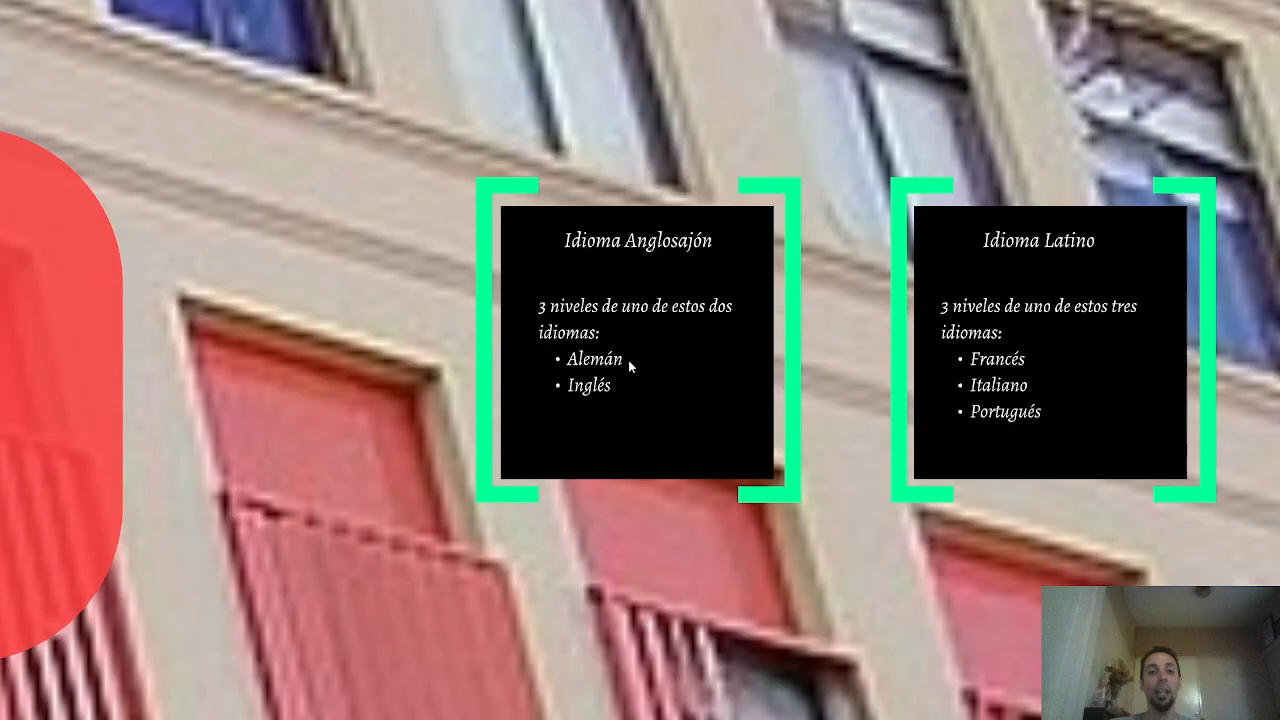 Idioma Anglosajón
3 niveles de uno de estos dos
idiomas:
• Alemán
• Inglés
Idioma Latino
3 niveles de uno de estos tres
idiomas:
• Francés
• Italiano
• Portugués